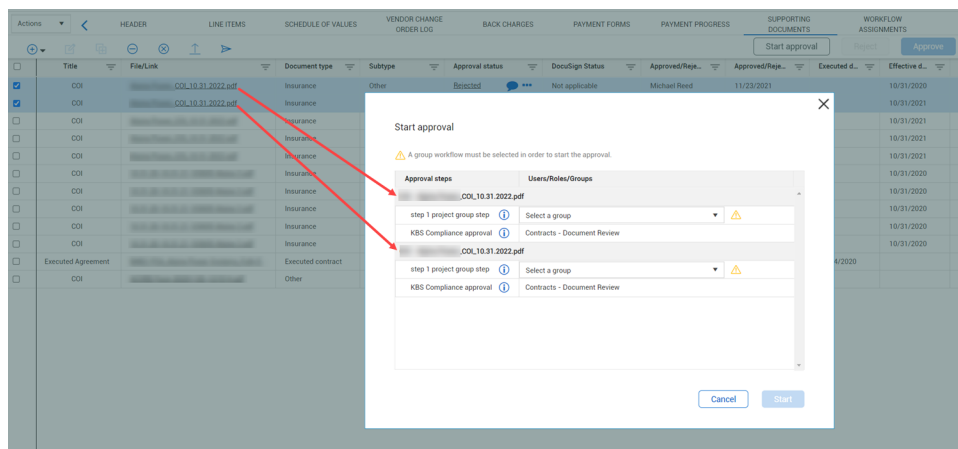 Actions
HEADER
LINE ITEMS
SCHEDULE OF VALUES
VENDOR CHANGE
ORDER LOG
BACK CHARGES
PAYMENT FORMS
PAYMENT PROGRESS
SUPPORTING
DOCUMENTS
WORKFLOW
ASSIGNMENTS
Start approval
Reject
Approve
Title File/Link Document type Subtype Approval status DocuSign Status Approved/Reje... Approved/Reje... Executed d... Effective d...
COI COI_10.31.2022.pdf Insurance Other Rejected ••• Not applicable Michael Reed 11/23/2021 10/31/2020
COI COI_10.31.2022.pdf Insurance 10/31/2021
COI Insurance 10/31/2021
COI Insurance 10/31/2021
COI Insurance 10/31/2021
COI Insurance 10/31/2021
COI Insurance 10/31/2020
COI Insurance 10/31/2020
COI Insurance 10/31/2020
COI Insurance 10/31/2020
Executed Agreement Executed contract 4/2020
COI Other
Start approval
A group workflow must be selected in order to start the approval.
Approval steps Users/Roles/Groups
COI_10.31.2022.pdf
step 1 project group step Select a group
KBS Compliance approval Contracts - Document Review
COI_10.31.2022.pdf
step 1 project group step Select a group
KBS Compliance approval Contracts - Document Review
Cancel
Start